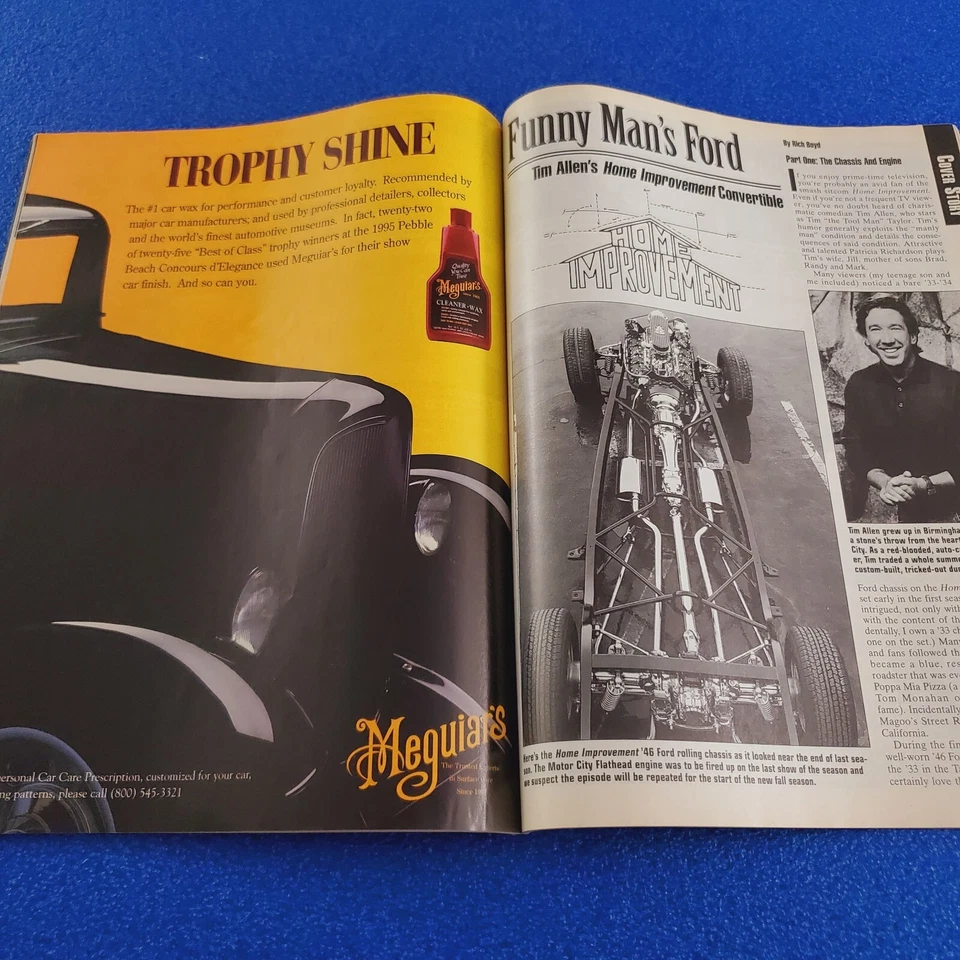 TROPHY SHINE
The #1 car wax for performance and customer loyalty. Recommended by
major car manufacturers; and used by professional detailers, collectors
and the world's finest automotive museums. In fact, twenty-two
of twenty-five "Best of Class" trophy winners at the 1995 Pebble
Beach Concours d'Elegance used Meguiar's for their show
car finish. And so can you.
Quality
You Can
Trust
Meguiar's
CLEANER-WAX
Meguiar's
The Trusted
in Surface
Since
ersonal Car Care Prescription, customized for your car,
ng patterns, please call (800) 545-3321
Funny Man's Ford
Tim Allen's Home Improvement Convertible
HOME
IMPROVEMENT
Here's the Home Improvement '46 Ford rolling chassis as it looked near the end of last sea-
son. The Motor City Flathead engine was to be fired up on the last show of the season and
we suspect the episode will be repeated for the start of the new fall season.
By Rich Boyd
Part One: The Chassis And Engine
COVER STORY
If you enjoy prime-time television,
you're probably an avid fan of the
smash sitcom Home Improvement.
Even if you're not a frequent TV view-
er, you've no doubt heard of charis-
matic comedian Tim Allen, who stars
as Tim "the Tool Man" Taylor. Tim's
humor generally exploits the "manly
man" condition and details the conse-
quences of said condition. Attractive
and talented Patricia Richardson plays
Tim's wife, Jill, mother of sons Brad,
Randy and Mark.
Many viewers (my teenage son and
me included) noticed a bare '33-'34
Tim Allen grew up in Birmingha
a stone's throw from the heart
City. As a red-blooded, auto-c
er, Tim traded a whole summe
custom-built, tricked-out du
Ford chassis on the Hom
set early in the first sea
intrigued, not only with
with the content of th
dentally, I own a '33 c
one on the set.) Man
and fans followed th
became a blue, res
roadster that was eve
Poppa Mia Pizza (a
Tom Monahan o
fame). Incidentally
Magoo's Street R
California.
During the fin
well-worn '46 Fo
the '33 in the T
certainly love t